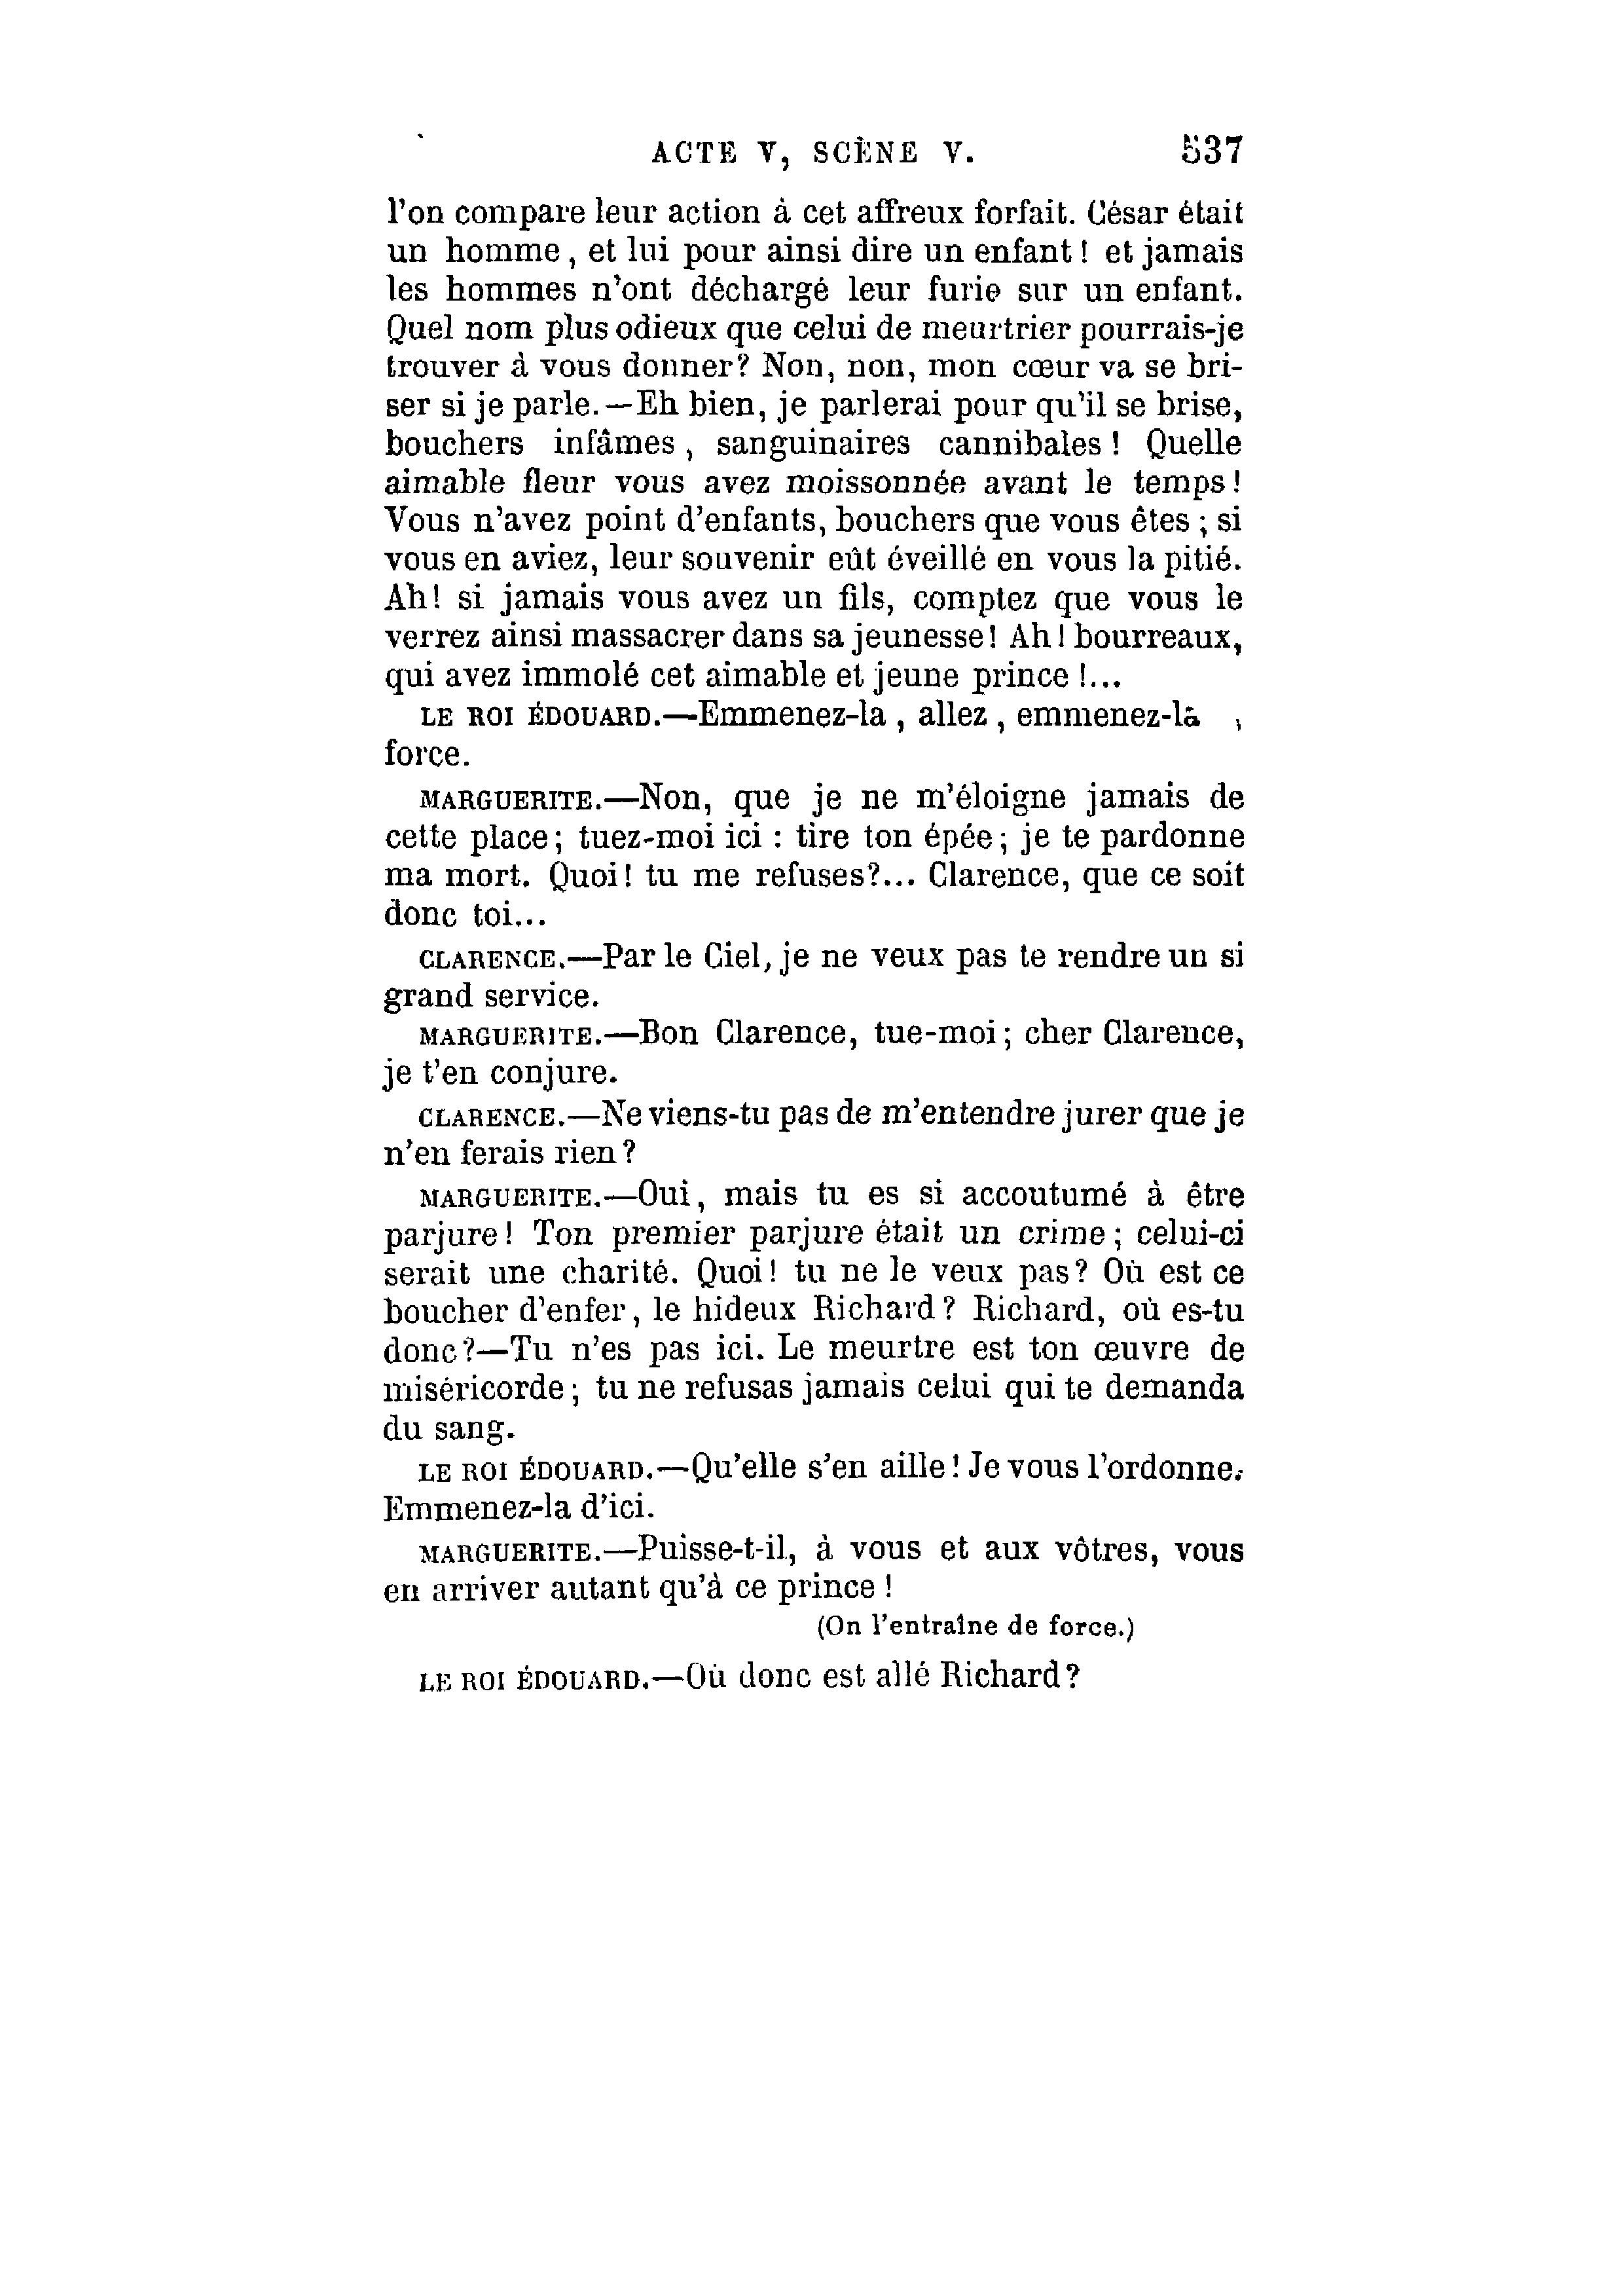 ACTE V, SCÈNE V. 537
l'on compare leur action à cet affreux forfait. César était
un homme, et lui pour ainsi dire un enfant ! et jamais
les hommes n'ont déchargé leur furie sur un enfant.
Quel nom plus odieux que celui de meurtrier pourrais-je
trouver à vous donner? Non, non, mon cœur va se bri-
ser si je parle.—Eh bien, je parlerai pour qu'il se brise,
bouchers infâmes, sanguinaires cannibales ! Quelle
aimable fleur vous avez moissonnée avant le temps!
Vous n'avez point d'enfants, bouchers que vous êtes ; si
vous en aviez, leur souvenir eût éveillé en vous la pitié.
Ah! si jamais vous avez un fils, comptez que vous le
verrez ainsi massacrer dans sa jeunesse! Ah! bourreaux,
qui avez immolé cet aimable et jeune prince !...
LE ROI ÉDOUARD.—Emmenez-la, allez, emmenez-la
force.
MARGUERITE.—Non, que je ne m'éloigne jamais de
cette place; tuez-moi ici : tire ton épée; je te pardonne
ma mort. Quoi! tu me refuses?... Clarence, que ce soit
donc toi...
CLARENCE.—Par le Ciel, je ne veux pas te rendre un si
grand service.
MARGUERITE.—Bon Clarence, tue-moi; cher Clarence,
je t'en conjure.
CLARENCE.—Ne viens-tu pas de m'entendre jurer que je
n'en ferais rien ?
MARGUERITE.—Oui, mais tu es si accoutumé à être
parjure! Ton premier parjure était un crime; celui-ci
serait une charité. Quoi! tu ne le veux pas? Où est ce
boucher d'enfer, le hideux Richard? Richard, où es-tu
donc?—Tu n'es pas ici. Le meurtre est ton œuvre de
miséricorde; tu ne refusas jamais celui qui te demanda
du sang.
LE ROI ÉDOUARD.—Qu'elle s'en aille! Je vous l'ordonne.
Emmenez-la d'ici.
MARGUERITE.—Puisse-t-il, à vous et aux vôtres, vous
en arriver autant qu'à ce prince !
(On l'entraîne de force.)
LE ROI ÉDOUARD.—Où donc est allé Richard?